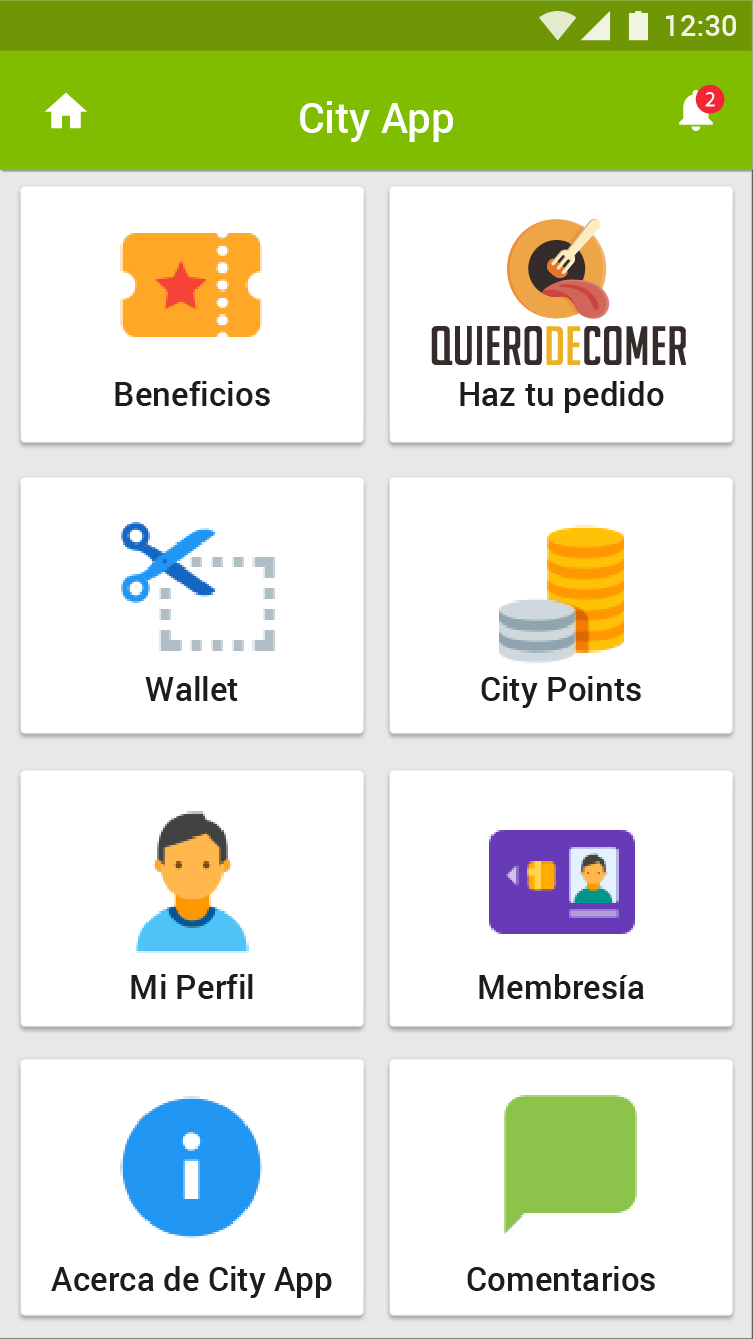 12:30
City App
2
Beneficios
QUIERODECOMER
Haz tu pedido
Wallet
City Points
Mi Perfil
Membresía
Acerca de City App
Comentarios